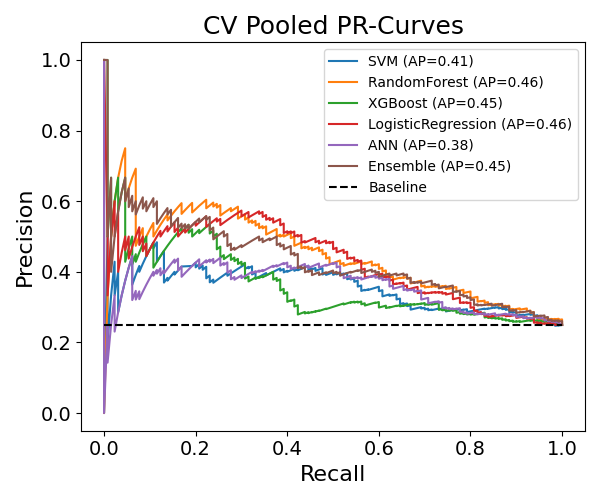 CV Pooled PR-Curves
SVM (AP=0.41)
RandomForest (AP=0.46)
XGBoost (AP=0.45)
LogisticRegression (AP=0.46)
ANN (AP=0.38)
Ensemble (AP=0.45)
Baseline
Precision
1.0
0.8
0.6
0.4
0.2
0.0
0.0 0.2 0.4 0.6 0.8 1.0
Recall